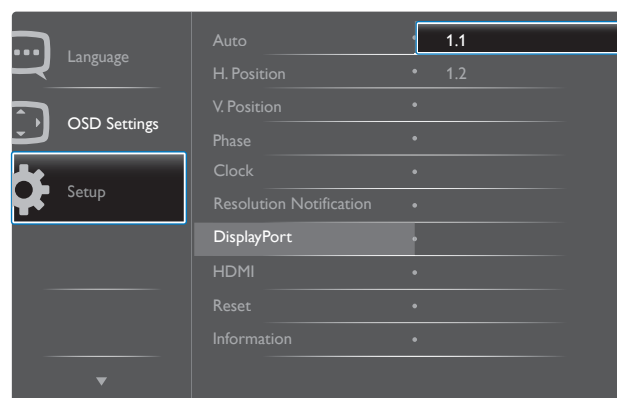 Language
OSD Settings
Setup
Auto
H. Position
V. Position
Phase
Clock
Resolution Notification
DisplayPort
HDMI
Reset
Information
1.1
1.2